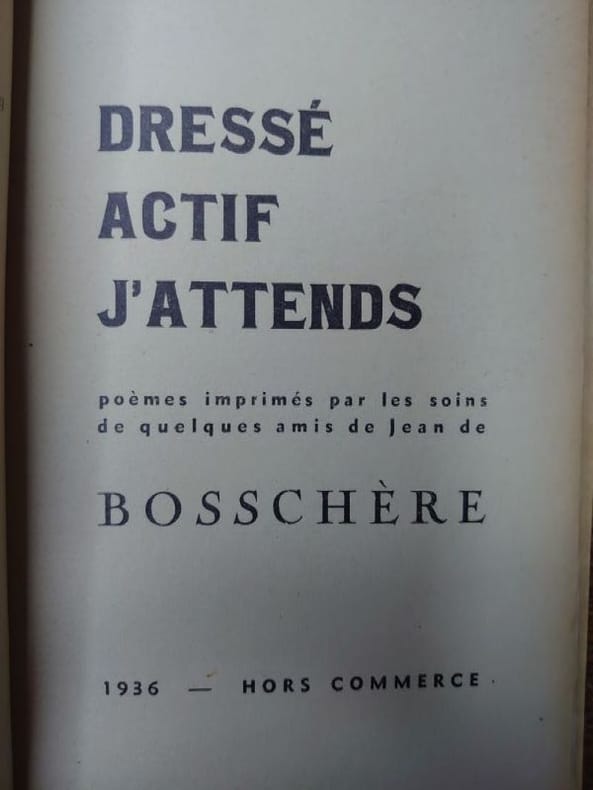 DRESSÉ
ACTIF
J'ATTENDS
poèmes imprimés par les soins
de quelques amis de Jean de
BOSSCHÈRE
1936 — HORS COMMERCE